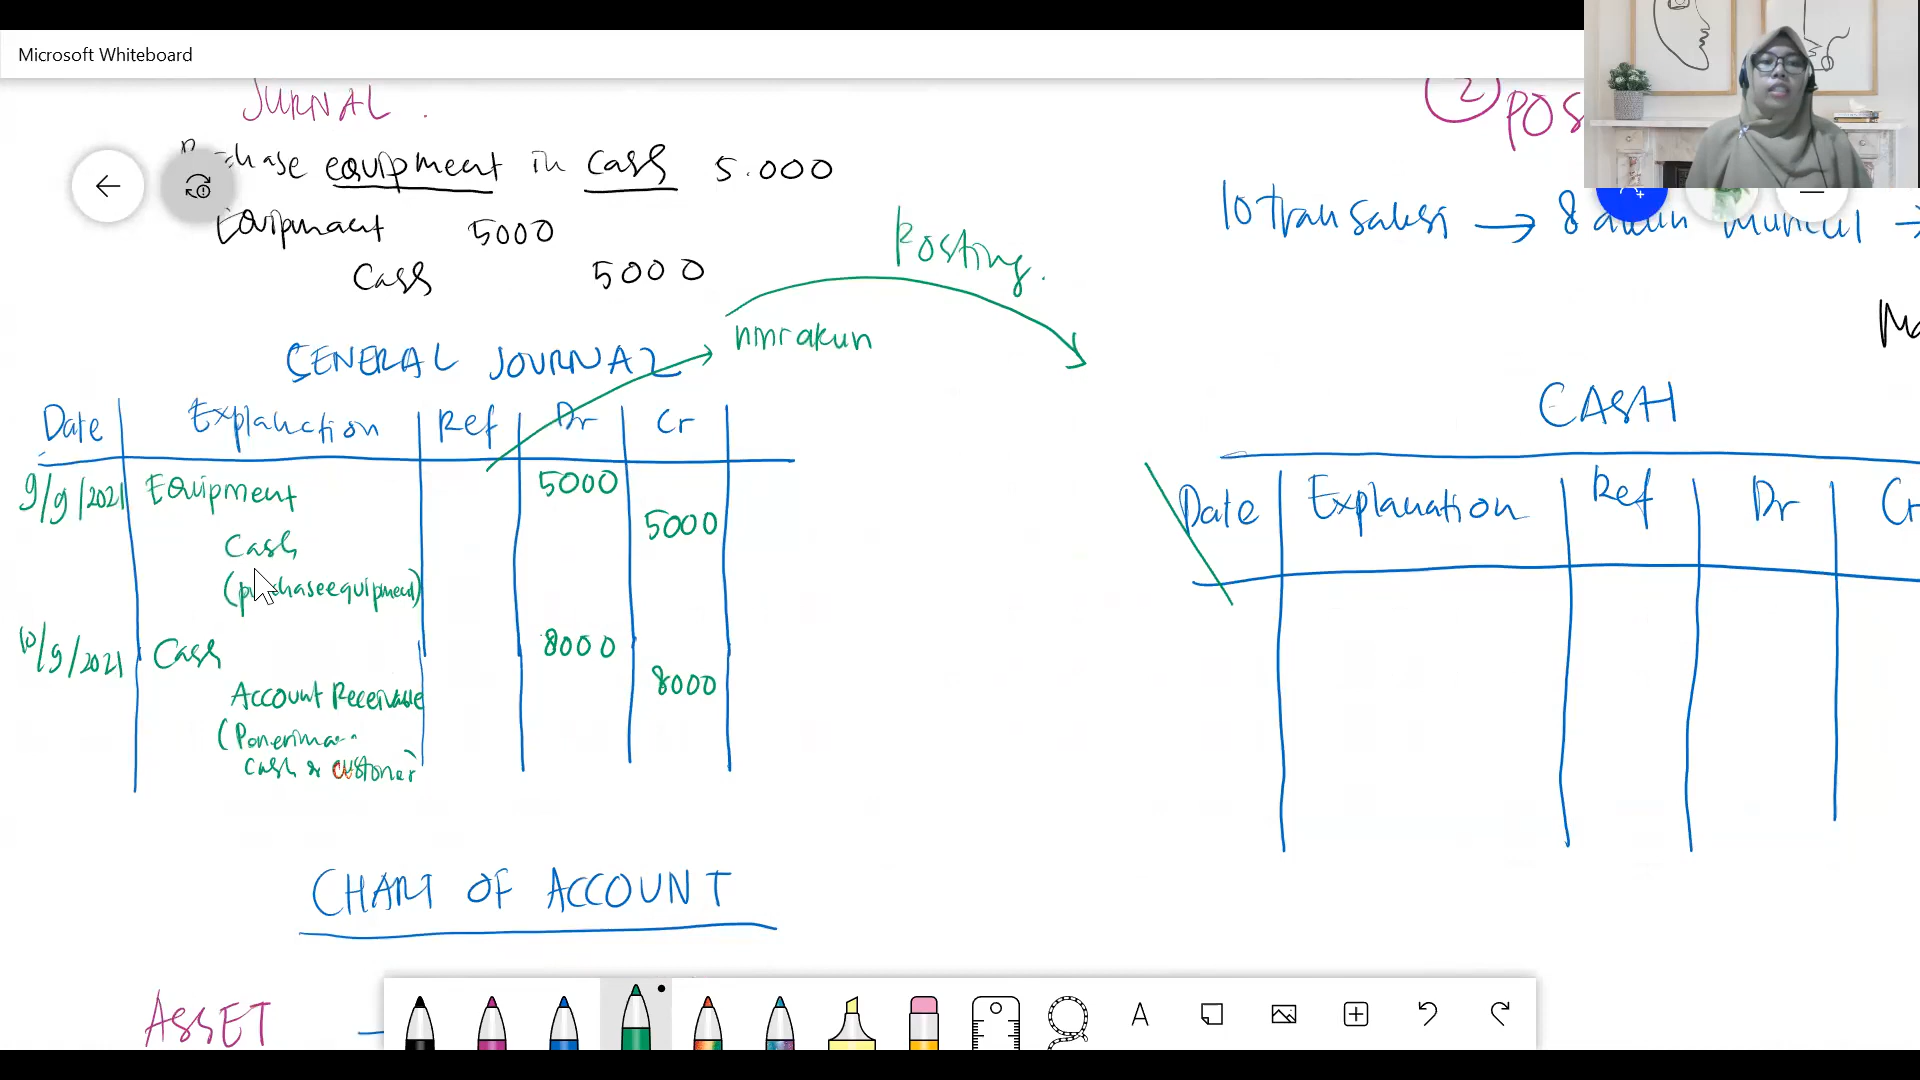 Microsoft Whiteboard
JURNAL .
equipment in cash 5.000
Equipment 5000
Cash 5000
GENERAL JOURNAL
Date Explanation Ref Dr Cr
9/9/2021 Equipment 5000
Cash 5000
(purchase equipment)
10/9/2021 Cash 8000
Account Receivable 8000
(Penerimaan
cash customer)
Posting.
nmr akun
CHART OF ACCOUNT
ASSET
2 POS
10 transaksi → 8 akun muncul →
CASH
Date Explanation Ref Dr Cr
A